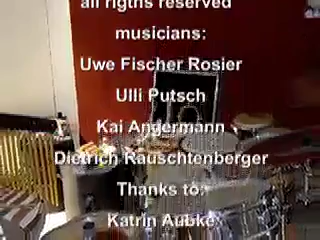 all rigths reserved
musicians:
Uwe Fischer Rosier
Ulli Putsch
Kai Angermann
Dietrich Rauschtenberger
Thanks to:
Katrin Aubke